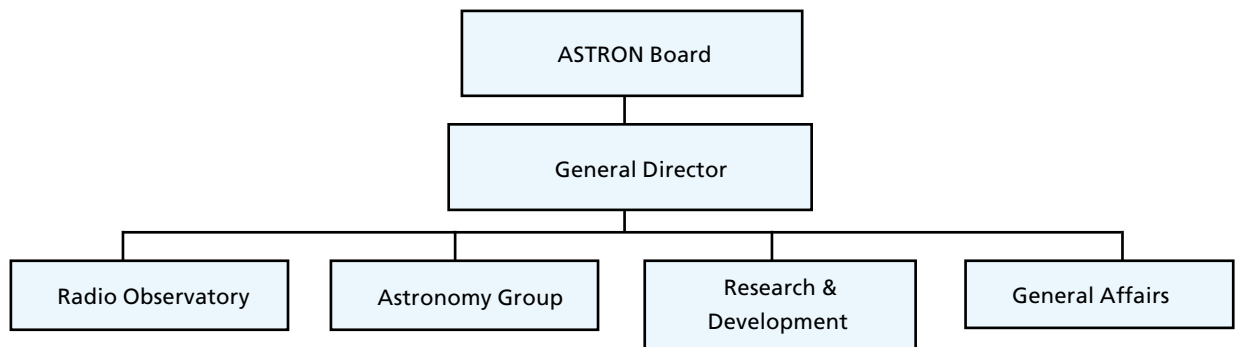 ASTRON Board
General Director
Radio Observatory
Astronomy Group
Research &
Development
General Affairs